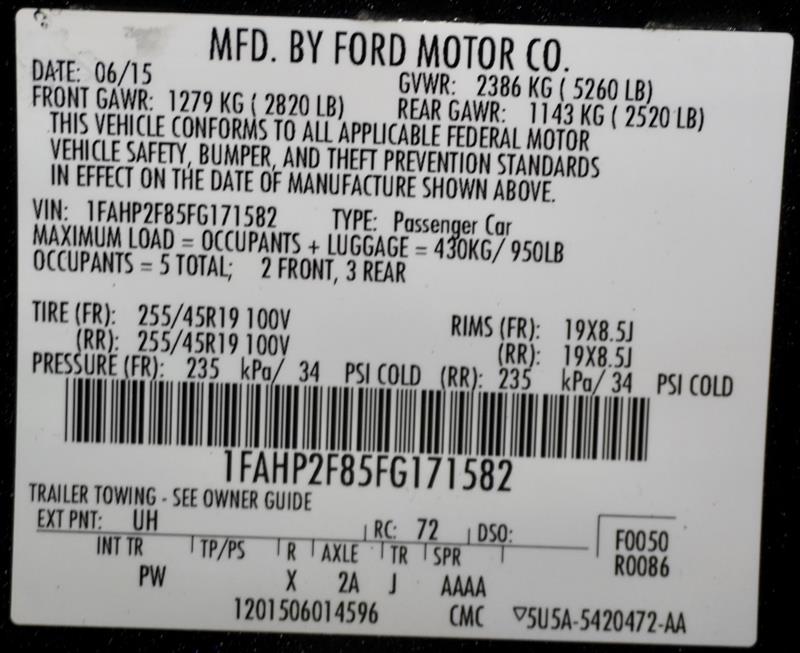 MFD. BY FORD MOTOR CO.
DATE: 06/15 GVWR: 2386 KG ( 5260 LB)
FRONT GAWR: 1279 KG ( 2820 LB) REAR GAWR: 1143 KG ( 2520 LB)
THIS VEHICLE CONFORMS TO ALL APPLICABLE FEDERAL MOTOR
VEHICLE SAFETY, BUMPER, AND THEFT PREVENTION STANDARDS
IN EFFECT ON THE DATE OF MANUFACTURE SHOWN ABOVE.
VIN: 1FAHP2F85FG171582 TYPE: Passenger Car
MAXIMUM LOAD = OCCUPANTS + LUGGAGE = 430KG/ 950LB
OCCUPANTS = 5 TOTAL; 2 FRONT, 3 REAR
TIRE (FR): 255/45R19 100V RIMS (FR): 19X8.5J
(RR): 255/45R19 100V (RR): 19X8.5J
PRESSURE (FR): 235 kPa/ 34 PSI COLD (RR): 235 kPa/ 34 PSI COLD
1FAHP2F85FG171582
TRAILER TOWING - SEE OWNER GUIDE
EXT PNT: UH RC: 72 DSO: F0050
INT TR TP/PS R AXLE TR SPR R0086
PW X 2A J AAAA
1201506014596 CMC ▽5U5A-5420472-AA